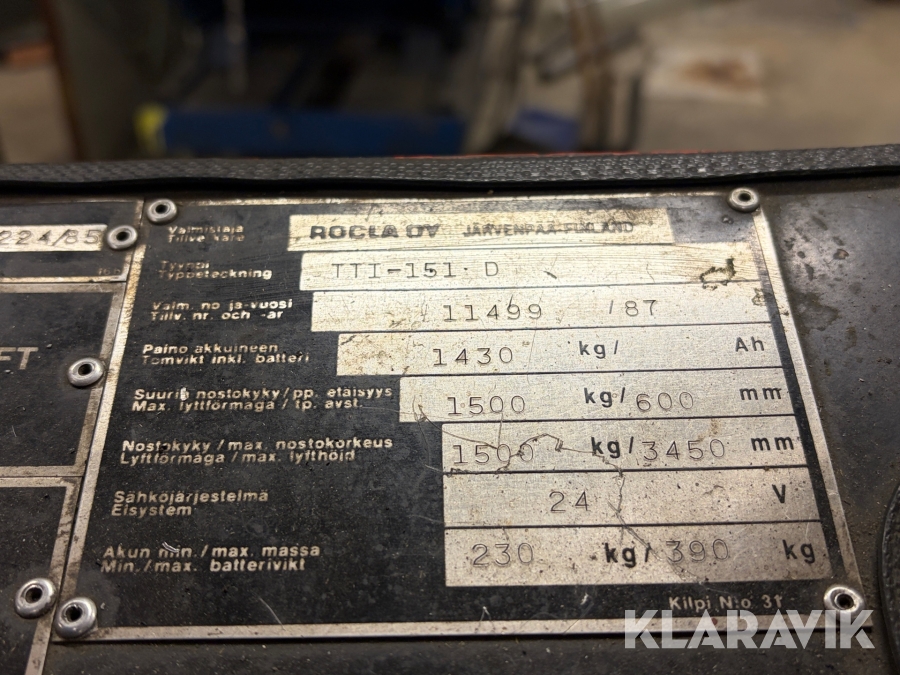 224/85
FT
Valmistaja
Tillverkare
ROCLA OY JÄRVENPÄÄ-FINLAND
Tyyppi
Typbeteckning
TTI-151 D
Valm. no ja-vuosi
Tillv. nr. och -år
11499 /87
Paino akkuineen
Tomvikt inkl. batteri
1430 kg/ Ah
Suurin nostokyky/pp. etäisyys
Max. lyftförmåga/tp. avst.
1500 kg/600 mm
Nostokyky/max. nostokorkeus
Lyftförmåga/max. lyfthöjd
1500 kg/3450 mm
Sähköjärjestelmä
Elsystem
24 V
Akun min./max. massa
Min./max. batterivikt
230 kg/390 kg
Kilpi N:o 31
KLARAVIK